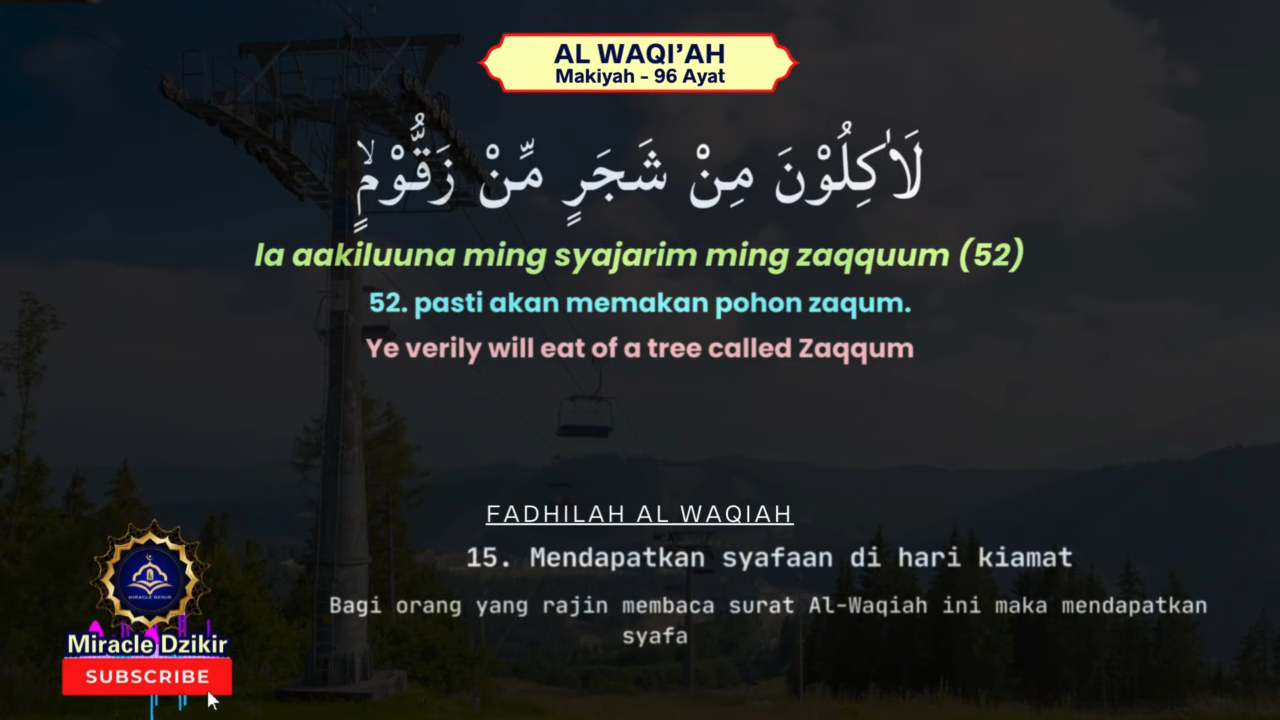 AL WAQI’AH
Makiyah - 96 Ayat
لَاٰكِلُوْنَ مِنْ شَجَرٍ مِّنْ زَقُّوْمٍۙ
la aakiluuna ming syajarim ming zaqquum (52)
52. pasti akan memakan pohon zaqum.
Ye verily will eat of a tree called Zaqqum
FADHILAH AL WAQIAH
15. Mendapatkan syafaan di hari kiamat
Bagi orang yang rajin membaca surat Al-Waqiah ini maka mendapatkan
syafa
MIRACLE DZIKIR
Miracle Dzikir
SUBSCRIBE